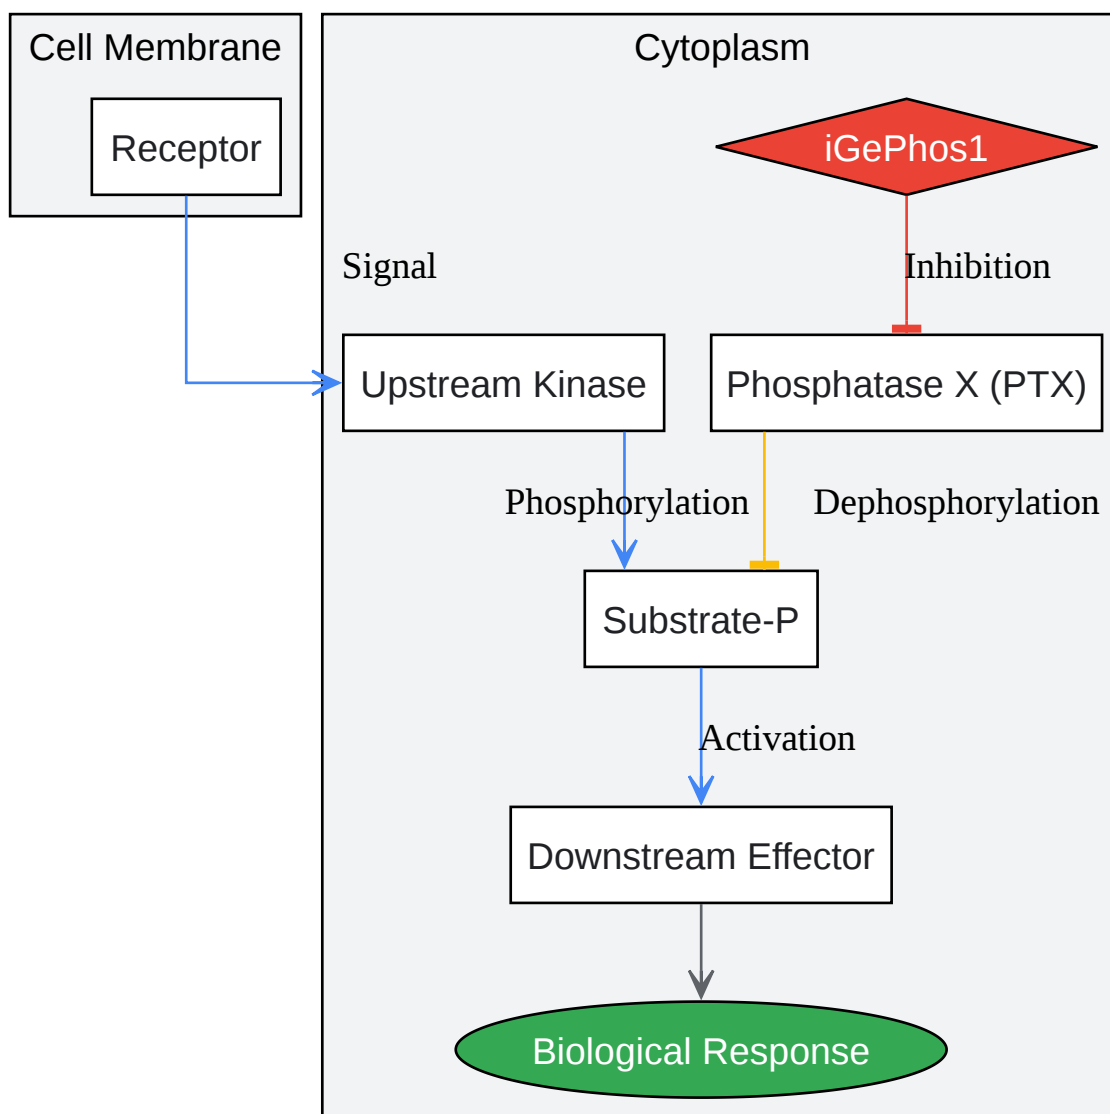 Cell Membrane
Cytoplasm
Receptor
iGePhos1
Signal
Inhibition
Upstream Kinase
Phosphatase X (PTX)
Phosphorylation
Dephosphorylation
Substrate-P
Activation
Downstream Effector
Biological Response